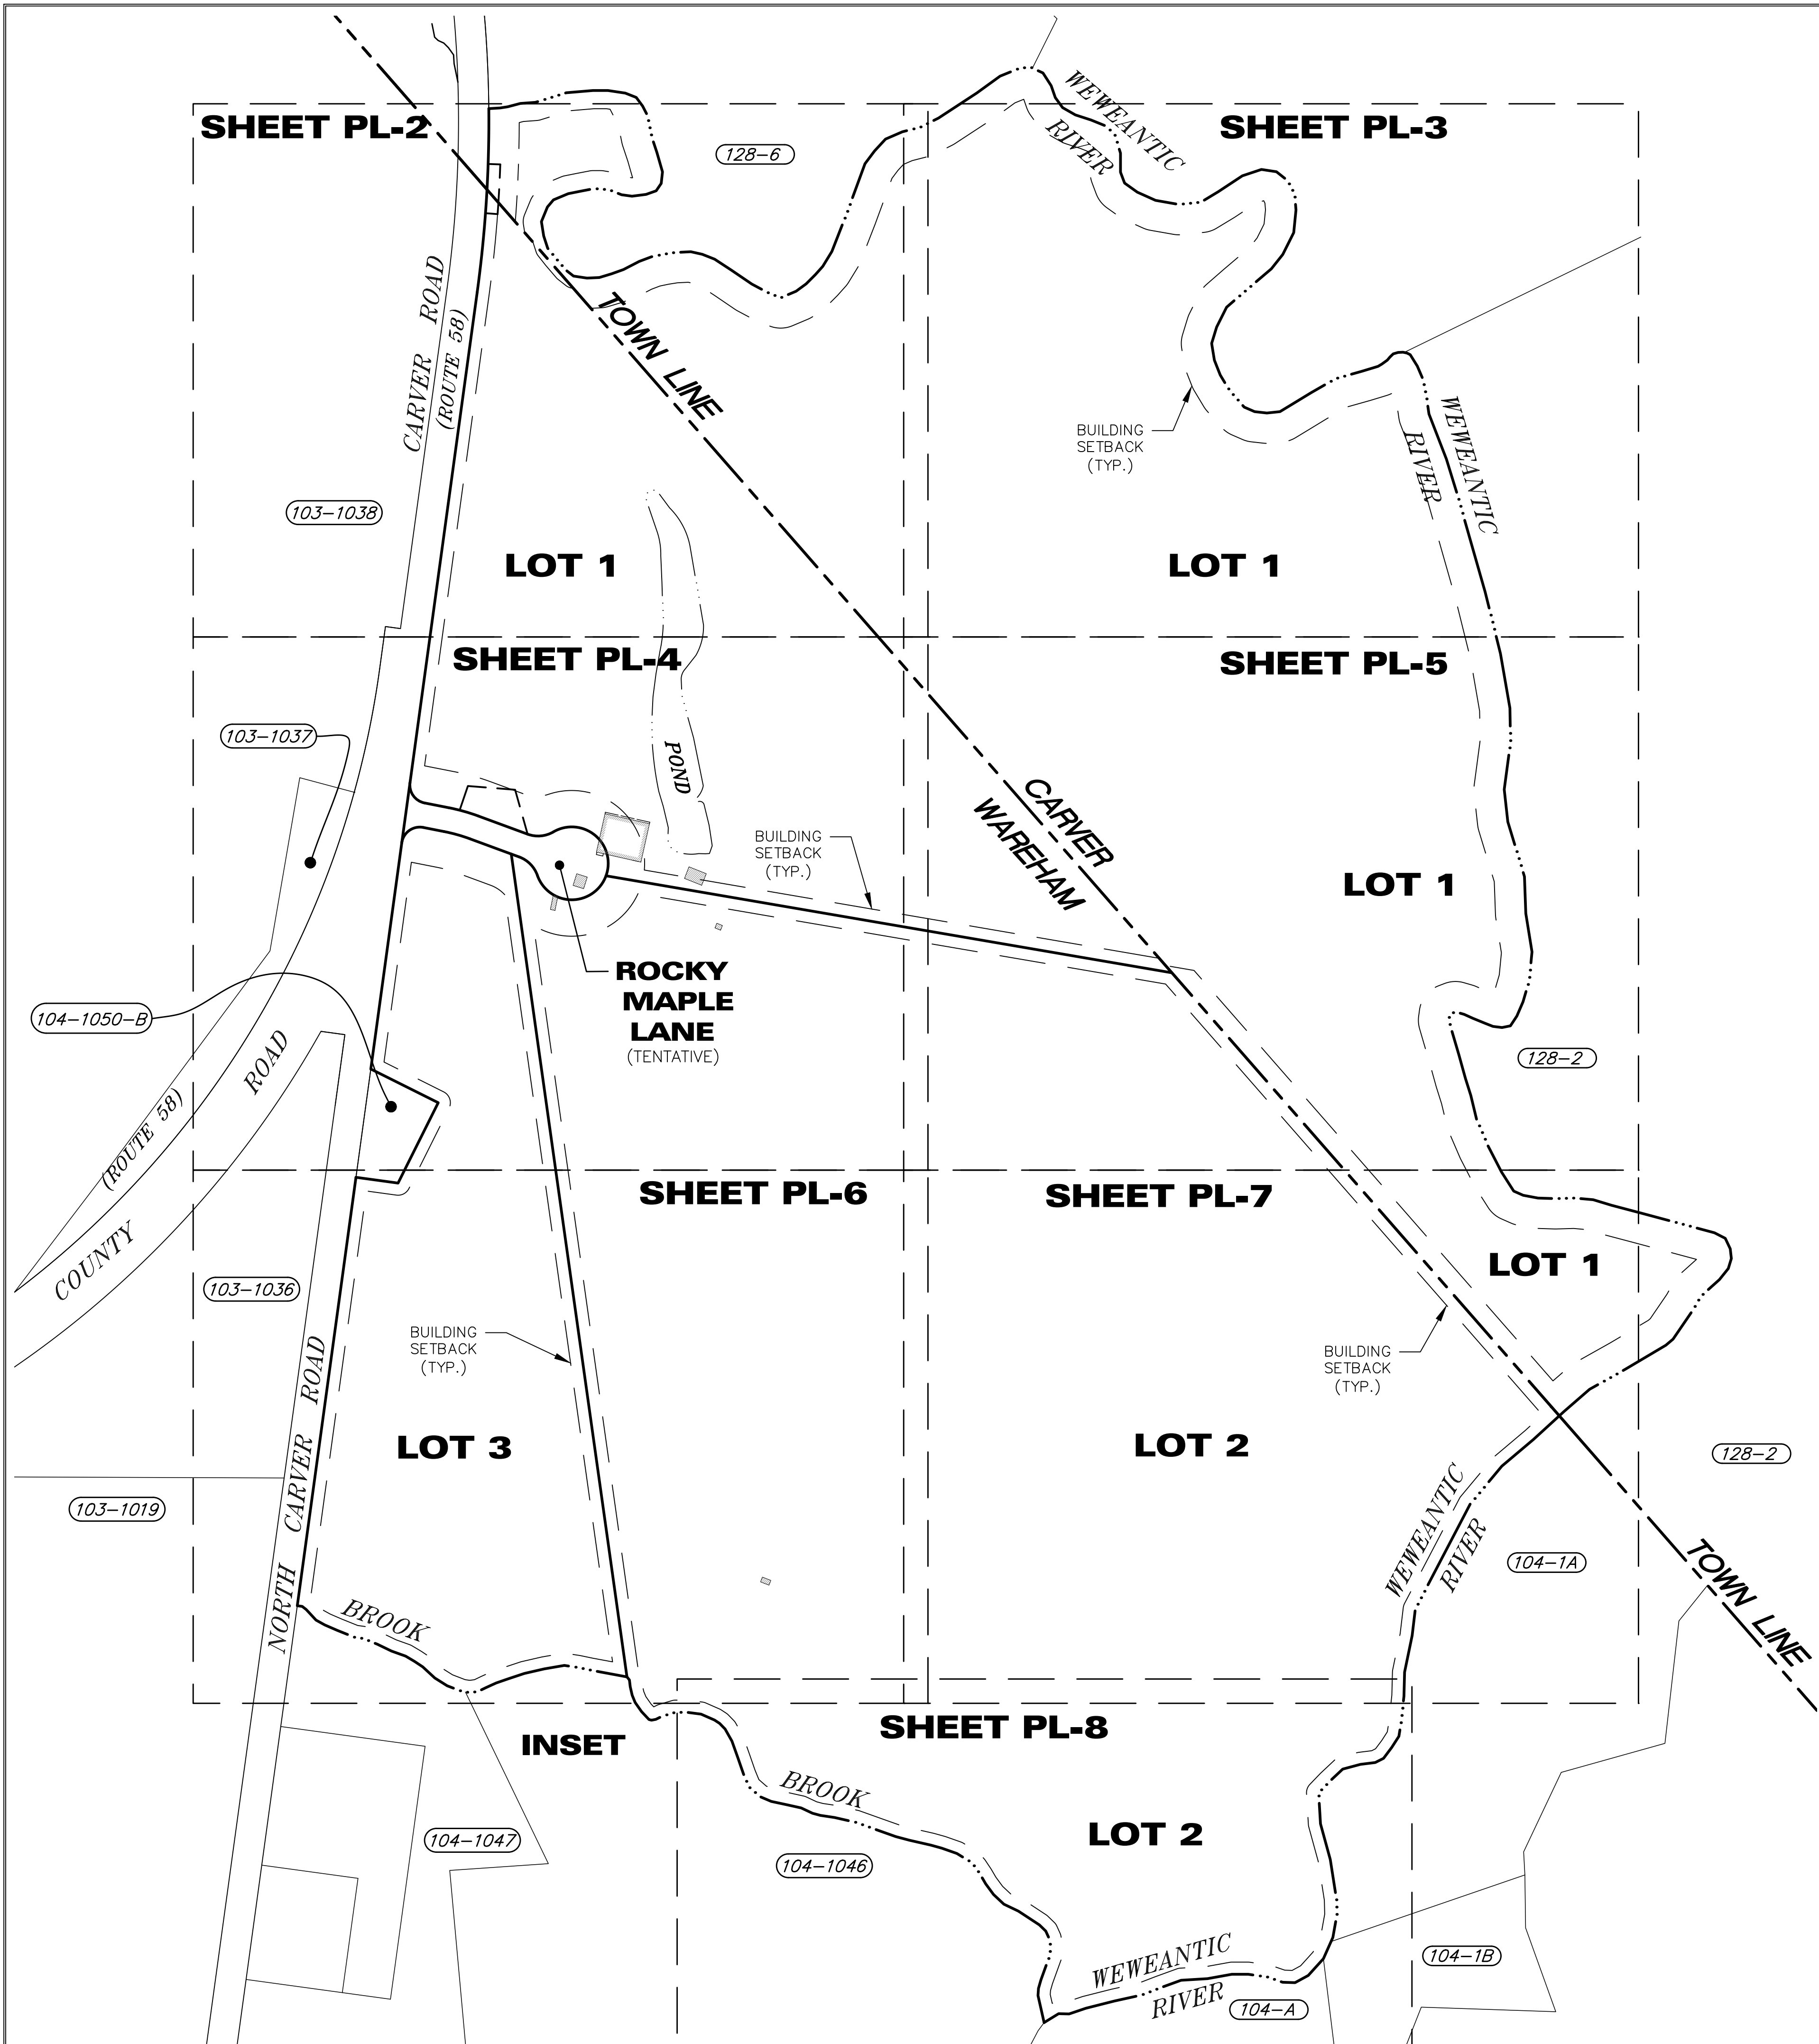 SHEET PL-2
128-6
WEWEANTIC
RIVER
SHEET PL-3
CARVER ROAD
(ROUTE 58)
TOWN LINE
BUILDING
SETBACK
(TYP.)
WEWEANTIC
RIVER
103-1038
LOT 1
LOT 1
SHEET PL-4
SHEET PL-5
103-1037
POND
BUILDING
SETBACK
(TYP.)
CARVER
WAREHAM
LOT 1
ROCKY
MAPLE
LANE
(TENTATIVE)
104-1050-B
128-2
(ROUTE 58)
COUNTY ROAD
SHEET PL-6
SHEET PL-7
103-1036
LOT 1
BUILDING
SETBACK
(TYP.)
BUILDING
SETBACK
(TYP.)
LOT 3
LOT 2
128-2
103-1019
NORTH CARVER ROAD
WEWEANTIC
RIVER
104-1A
TOWN LINE
BROOK
INSET
SHEET PL-8
BROOK
LOT 2
104-1047
104-1046
WEWEANTIC
RIVER
104-1B
104-A